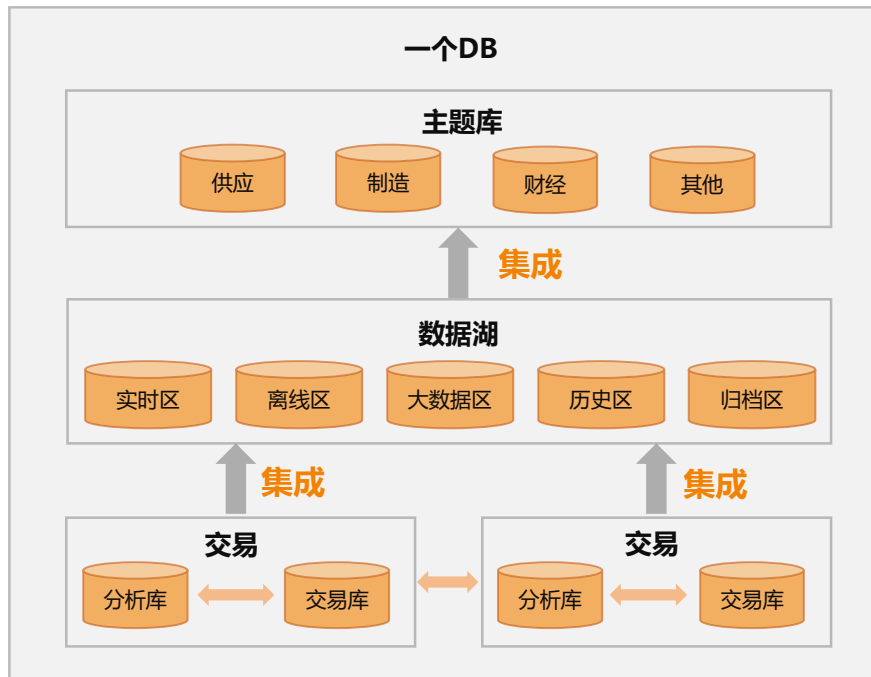 一个DB
主题库
供应 制造 财经 其他
集成
数据湖
实时区 离线区 大数据区 历史区 归档区
集成 集成
交易 交易
分析库 交易库 分析库 交易库